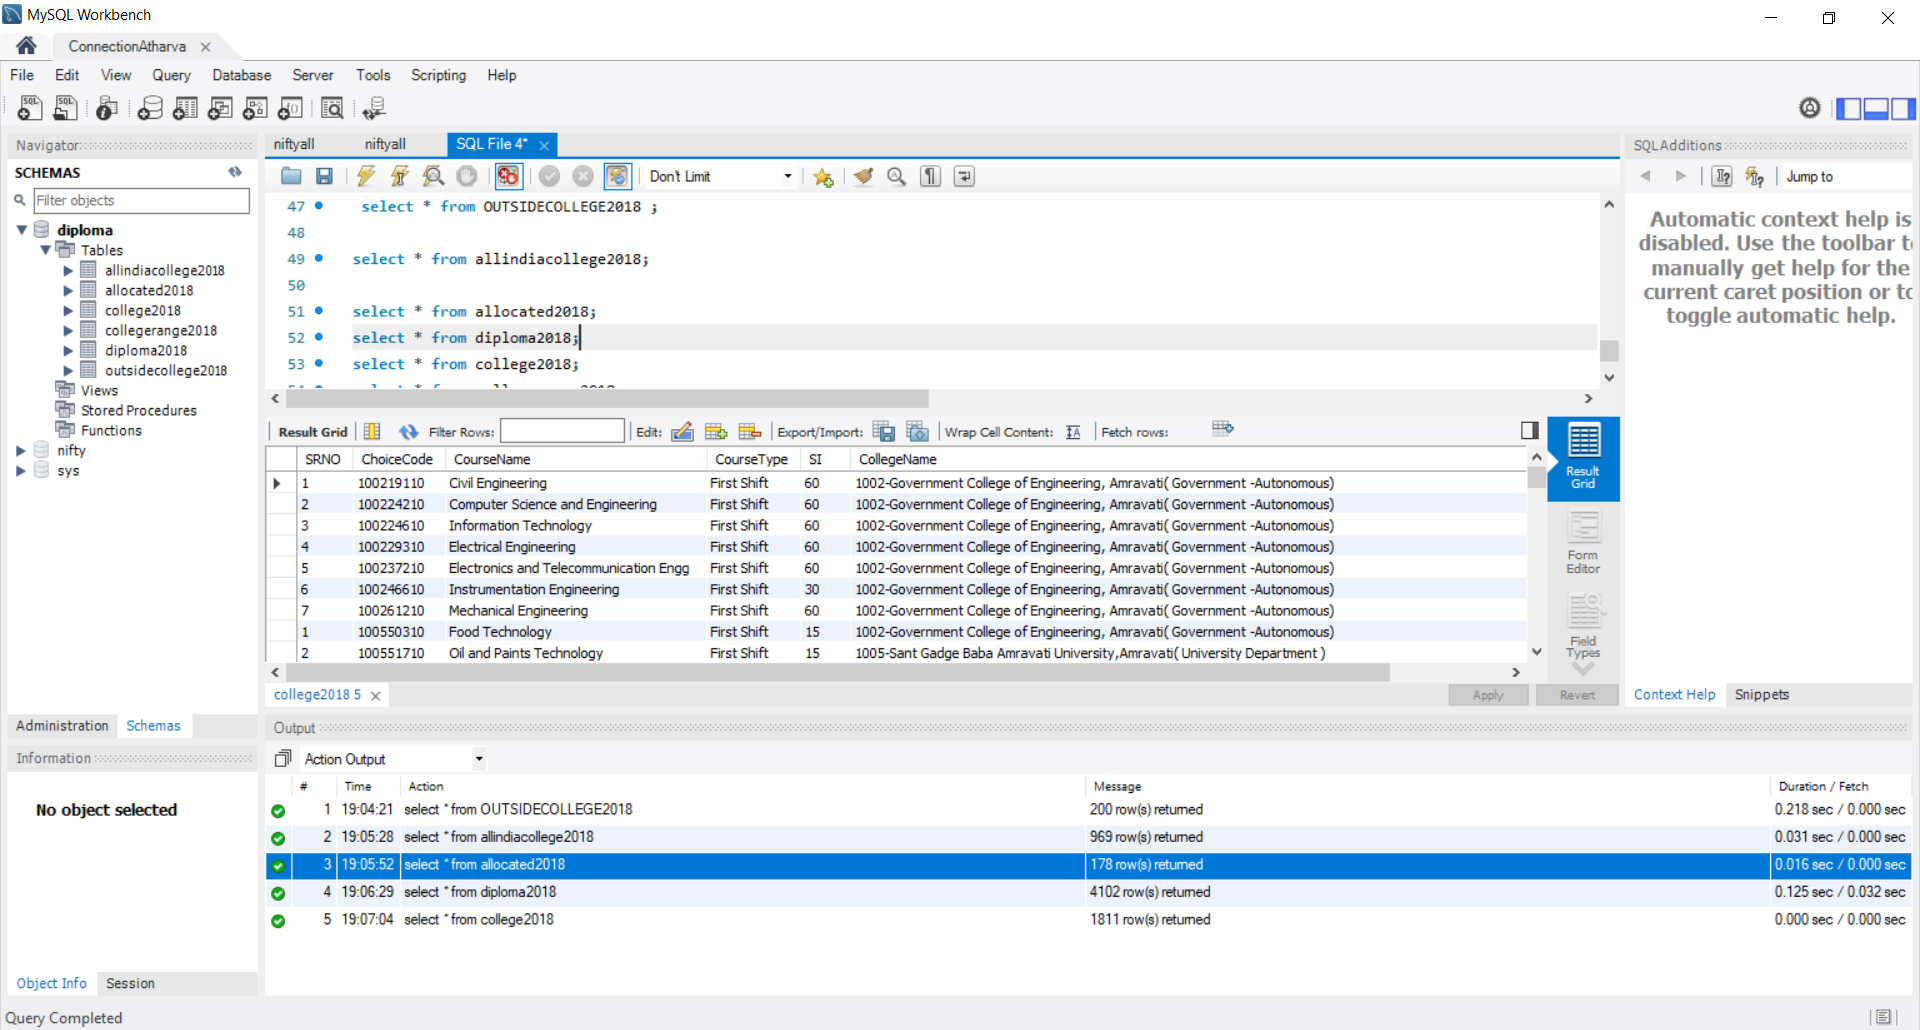 MySQL Workbench
ConnectionAtharva
File Edit View Query Database Server Tools Scripting Help
Navigator
SCHEMAS
Filter objects
diploma
Tables
allindiacollege2018
allocated2018
college2018
collegerange2018
diploma2018
outsidecollege2018
Views
Stored Procedures
Functions
nifty
sys
Administration Schemas
Information
No object selected
Object Info Session
niftyall niftyall SQL File 4*
Don't Limit
47 select * from OUTSIDECOLLEGE2018 ;
48
49 select * from allindiacollege2018;
50
51 select * from allocated2018;
52 select * from diploma2018;
53 select * from college2018;
Result Grid Filter Rows: Edit: Export/Import: Wrap Cell Content: Fetch rows:
SRNO ChoiceCode CourseName CourseType SI CollegeName
1 100219110 Civil Engineering First Shift 60 1002-Government College of Engineering, Amravati( Government -Autonomous)
2 100224210 Computer Science and Engineering First Shift 60 1002-Government College of Engineering, Amravati( Government -Autonomous)
3 100224610 Information Technology First Shift 60 1002-Government College of Engineering, Amravati( Government -Autonomous)
4 100229310 Electrical Engineering First Shift 60 1002-Government College of Engineering, Amravati( Government -Autonomous)
5 100237210 Electronics and Telecommunication Engg First Shift 60 1002-Government College of Engineering, Amravati( Government -Autonomous)
6 100246610 Instrumentation Engineering First Shift 30 1002-Government College of Engineering, Amravati( Government -Autonomous)
7 100261210 Mechanical Engineering First Shift 60 1002-Government College of Engineering, Amravati( Government -Autonomous)
1 100550310 Food Technology First Shift 15 1002-Government College of Engineering, Amravati( Government -Autonomous)
2 100551710 Oil and Paints Technology First Shift 15 1005-Sant Gadge Baba Amravati University,Amravati( University Department )
Result
Grid
Form
Editor
Field
Types
college2018 5
Apply Revert
SQLAdditions
Jump to
Automatic context help is
disabled. Use the toolbar t
manually get help for the
current caret position or to
toggle automatic help.
Context Help Snippets
Output
Action Output
# Time Action Message Duration / Fetch
1 19:04:21 select * from OUTSIDECOLLEGE2018 200 row(s) returned 0.218 sec / 0.000 sec
2 19:05:28 select * from allindiacollege2018 969 row(s) returned 0.031 sec / 0.000 sec
3 19:05:52 select * from allocated2018 178 row(s) returned 0.016 sec / 0.000 sec
4 19:06:29 select * from diploma2018 4102 row(s) returned 0.125 sec / 0.032 sec
5 19:07:04 select * from college2018 1811 row(s) returned 0.000 sec / 0.000 sec
Query Completed